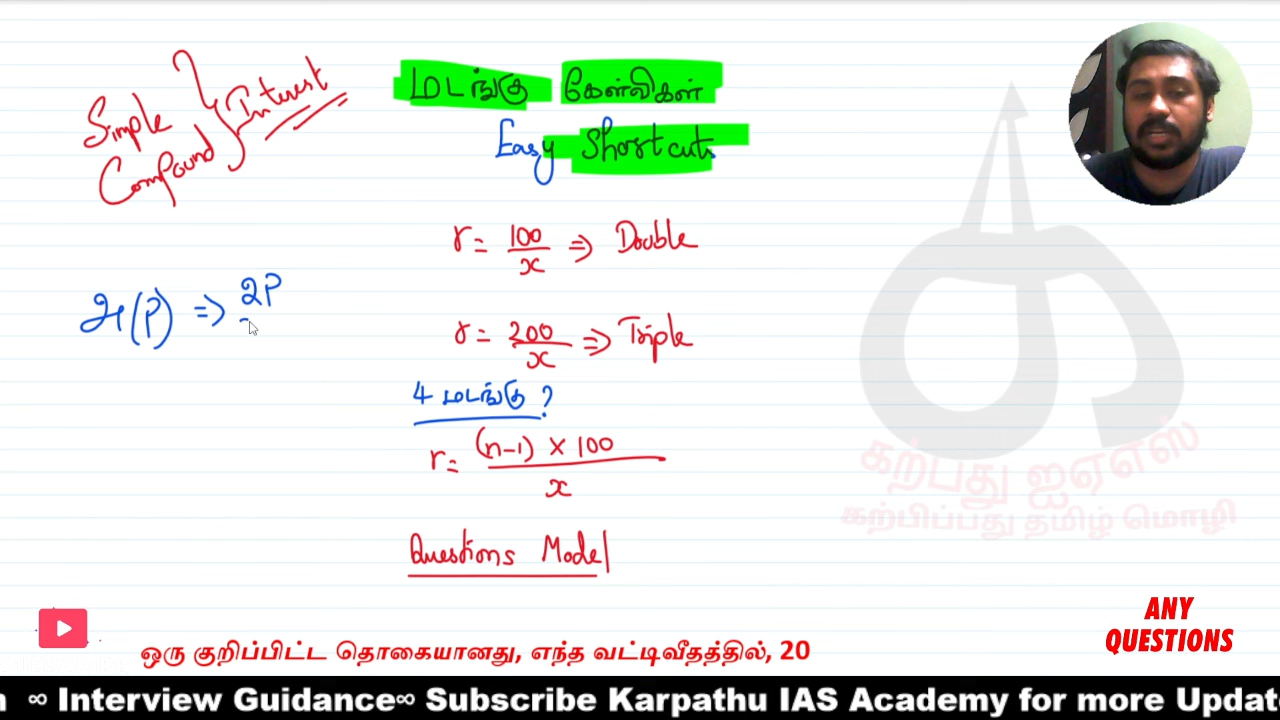 Simple
Compound } Interest
மடங்கு கேள்விகள்
Easy Shortcuts
r = 100/x ⇒ Double
அ(P) ⇒ 2P
r = 200/x ⇒ Triple
4 மடங்கு ?
r = (n-1) × 100 / x
Questions Model
கற்பது ஐஏஎஸ்
கற்பிப்பது தமிழ் மொழி
ANY
QUESTIONS
ஒரு குறிப்பிட்ட தொகையானது, எந்த வட்டிவீதத்தில், 20
∞ Interview Guidance∞ Subscribe Karpathu IAS Academy for more Updat